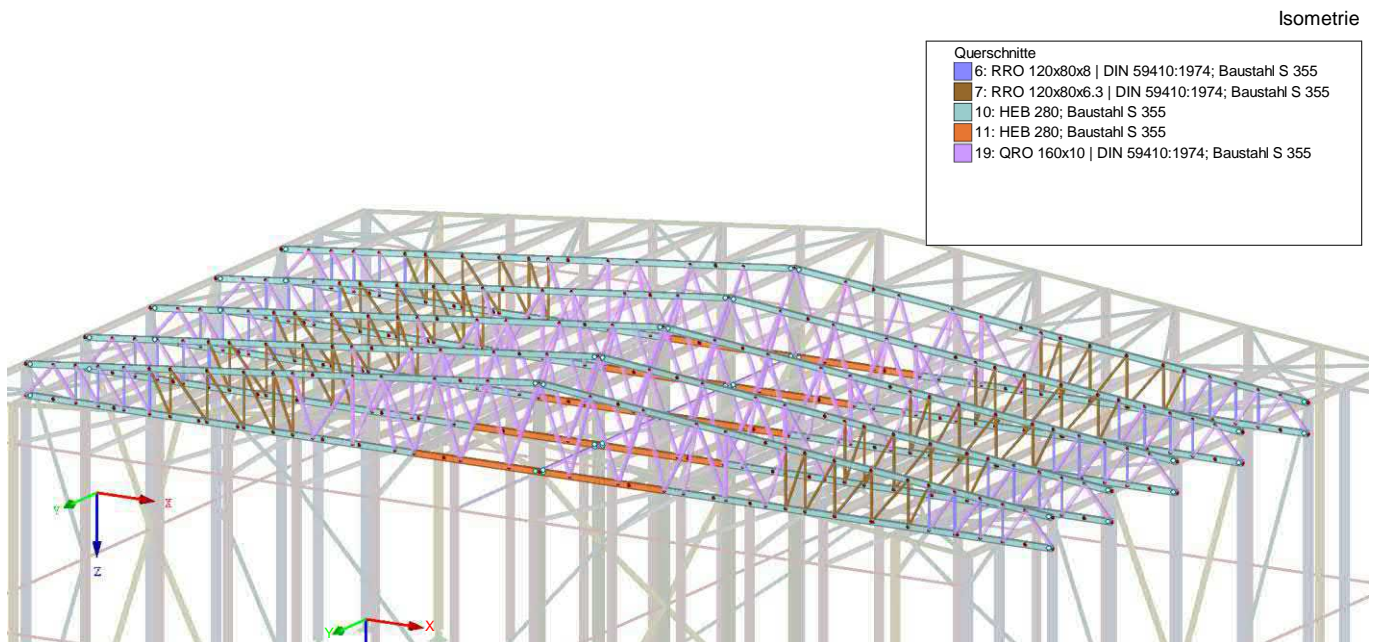 Isometrie
Querschnitte
6: RRO 120x80x8 | DIN 59410:1974; Baustahl S 355
7: RRO 120x80x6.3 | DIN 59410:1974; Baustahl S 355
10: HEB 280; Baustahl S 355
11: HEB 280; Baustahl S 355
19: QRO 160x10 | DIN 59410:1974; Baustahl S 355
Y X
Z
Y X